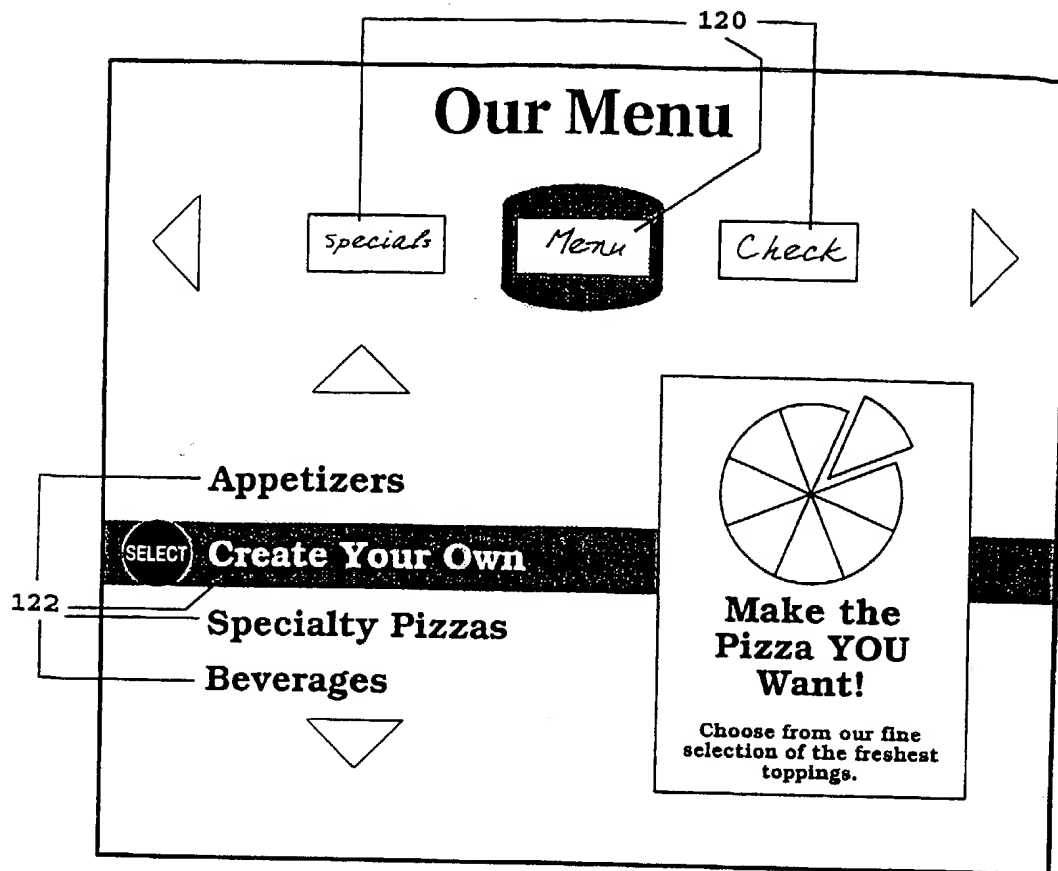 120
Our Menu
specials
Menu
Check
Appetizers
SELECT Create Your Own
122
Specialty Pizzas
Beverages
Make the
Pizza YOU
Want!
Choose from our fine
selection of the freshest
toppings.